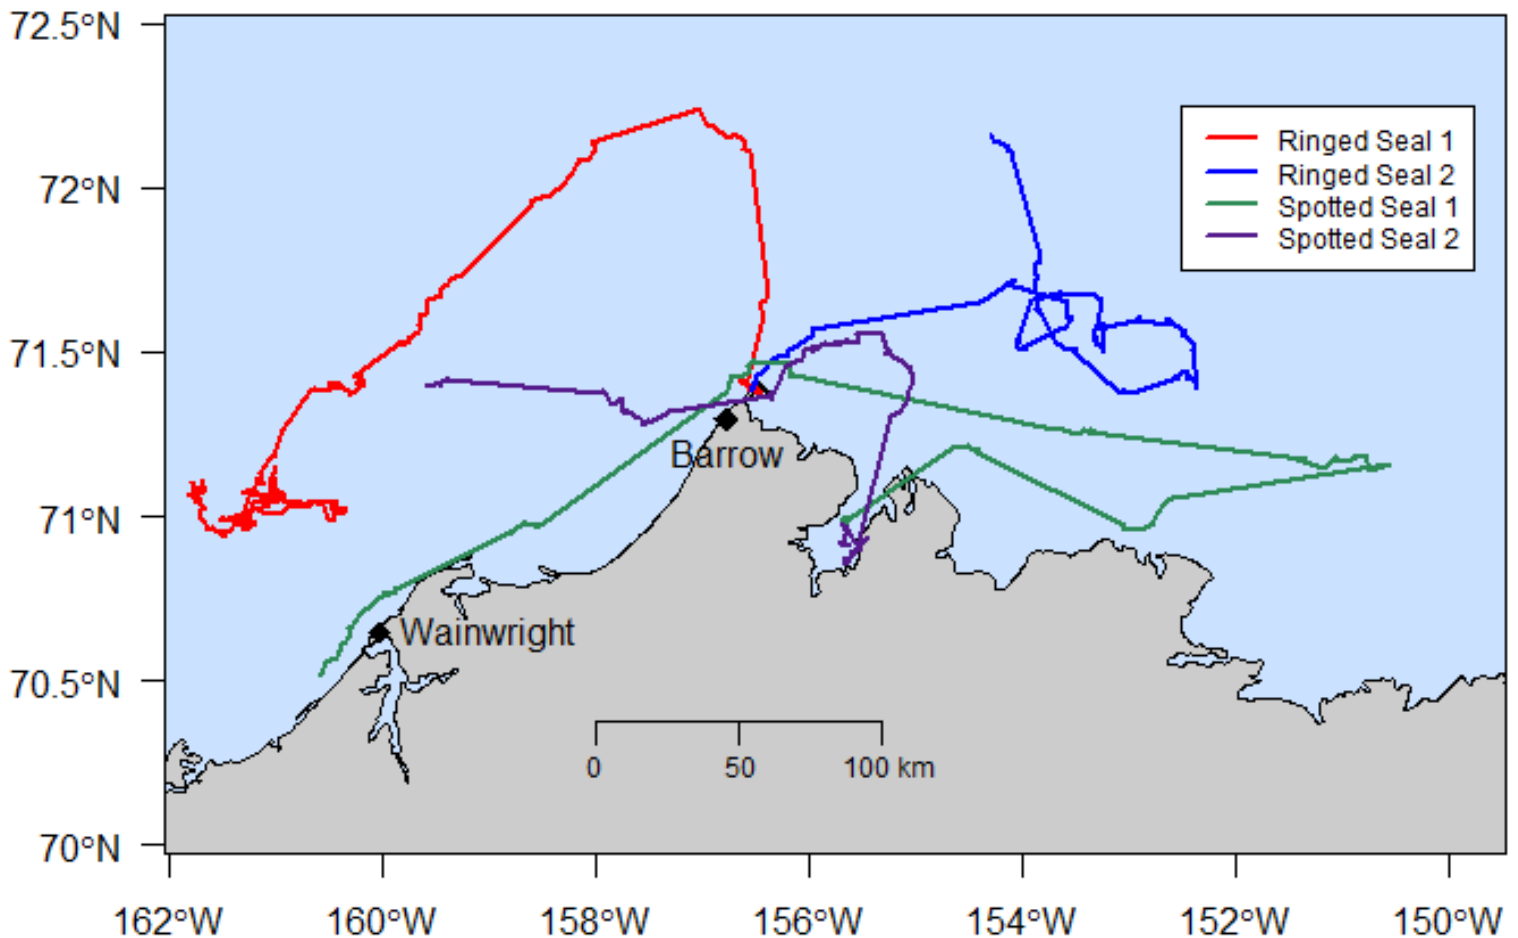 72.5°N
72°N
71.5°N
71°N
70.5°N
70°N
Ringed Seal 1
Ringed Seal 2
Spotted Seal 1
Spotted Seal 2
Barrow
Wainwright
0 50 100 km
162°W 160°W 158°W 156°W 154°W 152°W 150°W